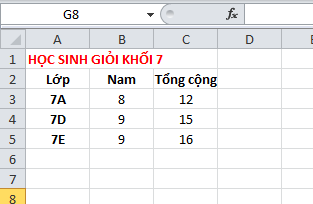 G8 fx
A B C D E
1 HỌC SINH GIỎI KHỐI 7
2 Lớp Nam Tổng cộng
3 7A 8 12
4 7D 9 15
5 7E 9 16
6
7
8